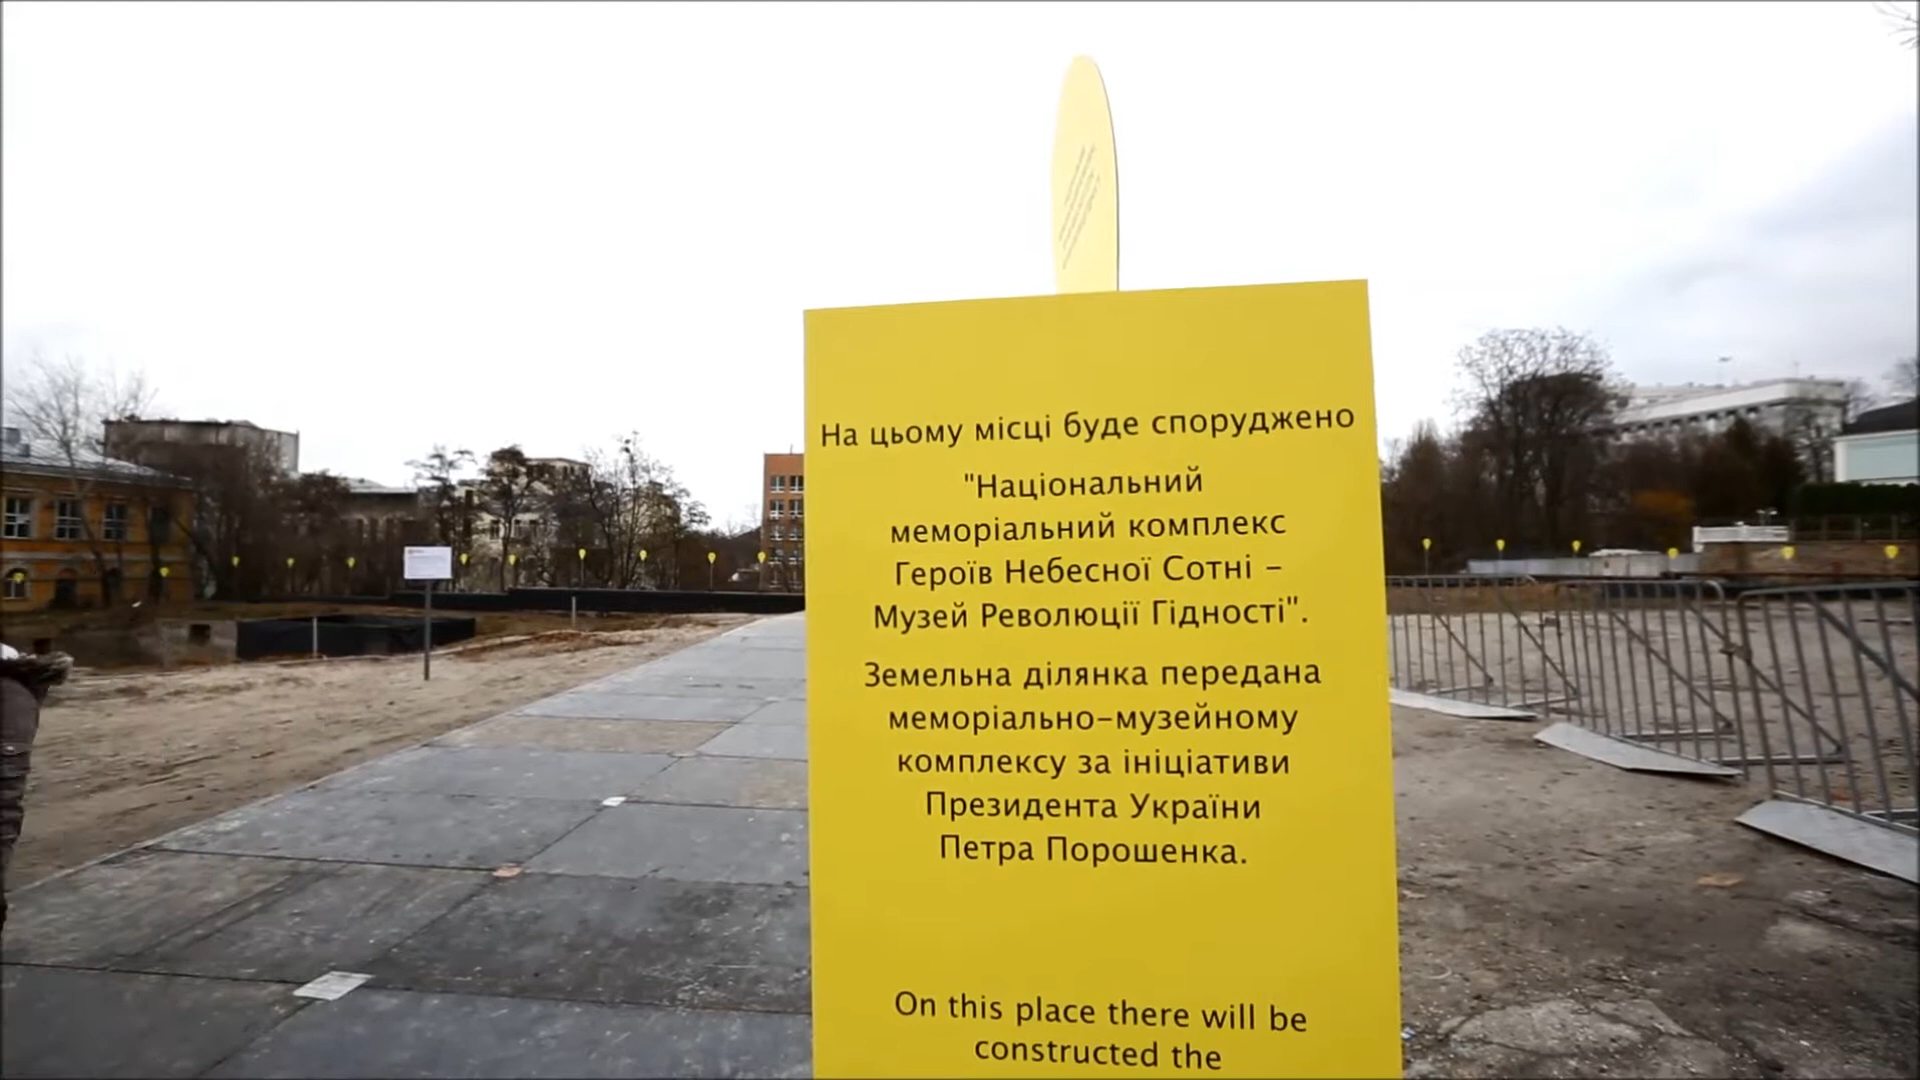 На цьому місці буде споруджено
"Національний
меморіальний комплекс
Героїв Небесної Сотні –
Музей Революції Гідності".
Земельна ділянка передана
меморіально-музейному
комплексу за ініціативи
Президента України
Петра Порошенка.
On this place there will be
constructed the